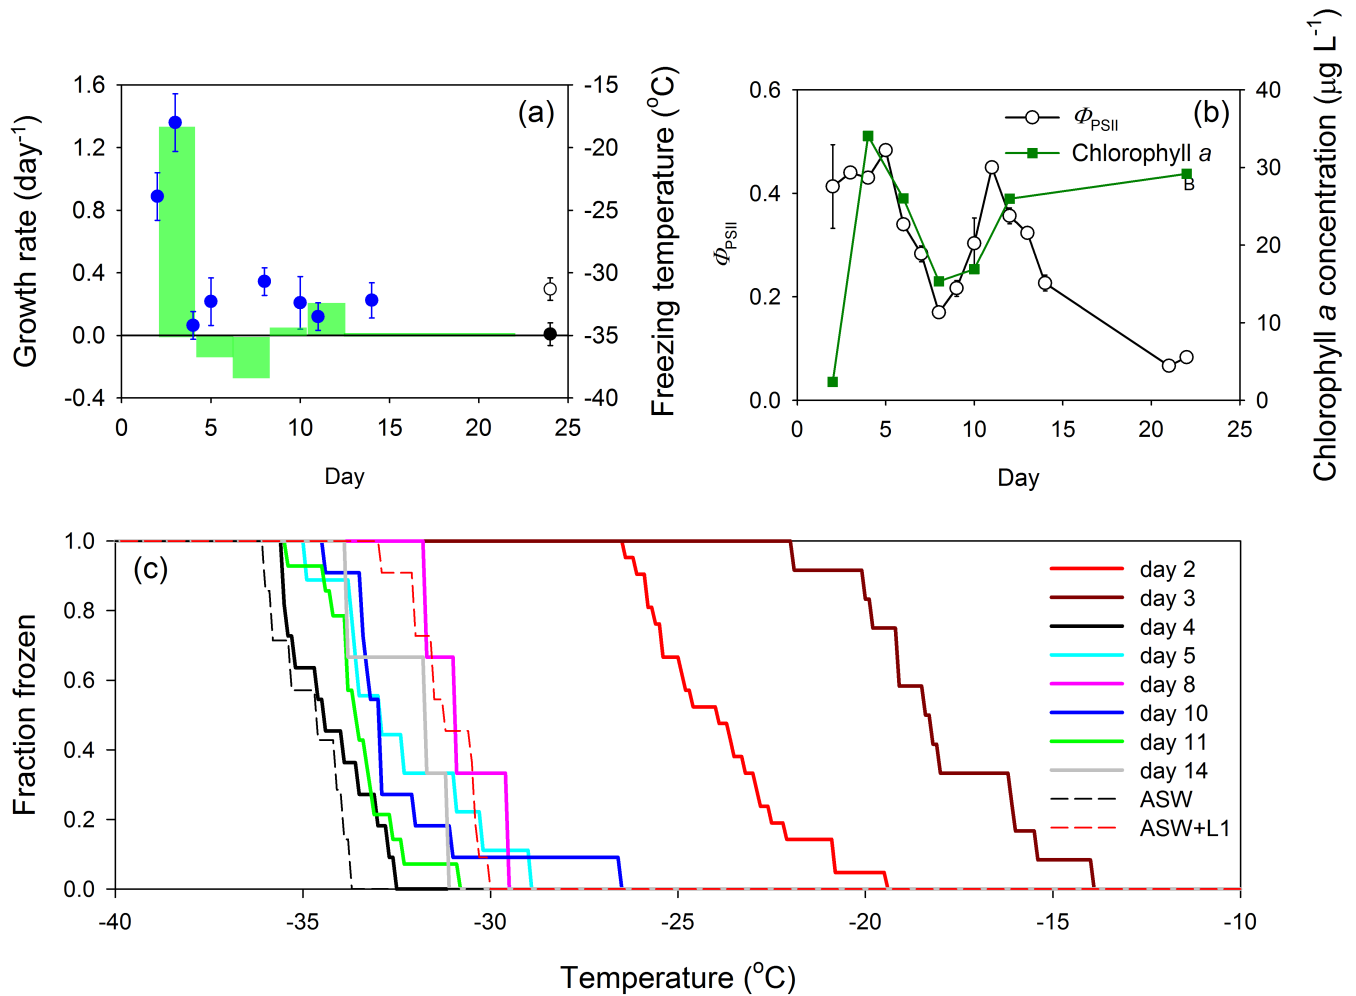 (a)
Growth rate (day-1)
1.6
1.2
0.8
0.4
0.0
-0.4
-15
-20
-25
-30
-35
-40
Freezing temperature (oC)
0 5 10 15 20 25
Day
(b)
ΦPSII
Chlorophyll a
B
ΦPSII
0.6
0.4
0.2
0.0
40
30
20
10
0
Chlorophyll a concentration (µg L-1)
0 5 10 15 20 25
Day
(c)
Fraction frozen
1.0
0.8
0.6
0.4
0.2
0.0
day 2
day 3
day 4
day 5
day 8
day 10
day 11
day 14
ASW
ASW+L1
-40 -35 -30 -25 -20 -15 -10
Temperature (oC)